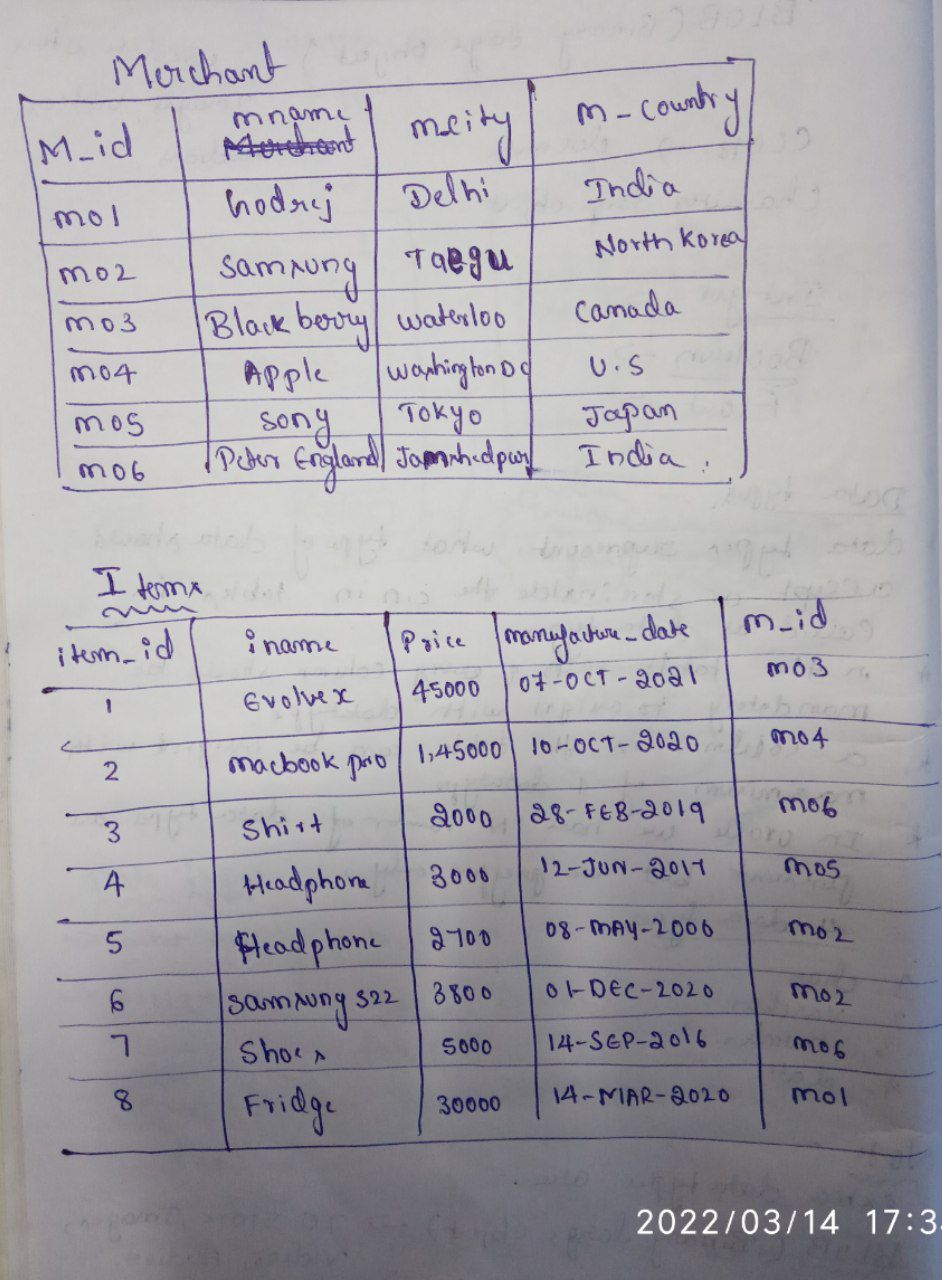 Merchant
M_id mname mcity m-country
Merchant
m01 Godrej Delhi India
m02 Samsung Taegu North Korea
m03 Blackberry waterloo Canada
m04 Apple washington DC U.S
m05 Sony Tokyo Japan
m06 Peter England Jamshedpur India.
Items
item_id iname Price manufacture_date m_id
1 Evolvex 45000 07-OCT-2021 m03
2 macbook pro 1,45000 10-OCT-2020 m04
3 Shirt 2000 28-FEB-2019 m06
4 Headphone 3000 12-JUN-2017 m05
5 Headphone 2700 08-MAY-2006 m02
6 Samsung S22 3800 01-DEC-2020 m02
7 Shoes 5000 14-SEP-2016 m06
8 Fridge 30000 14-MAR-2020 m01
2022/03/14 17:3